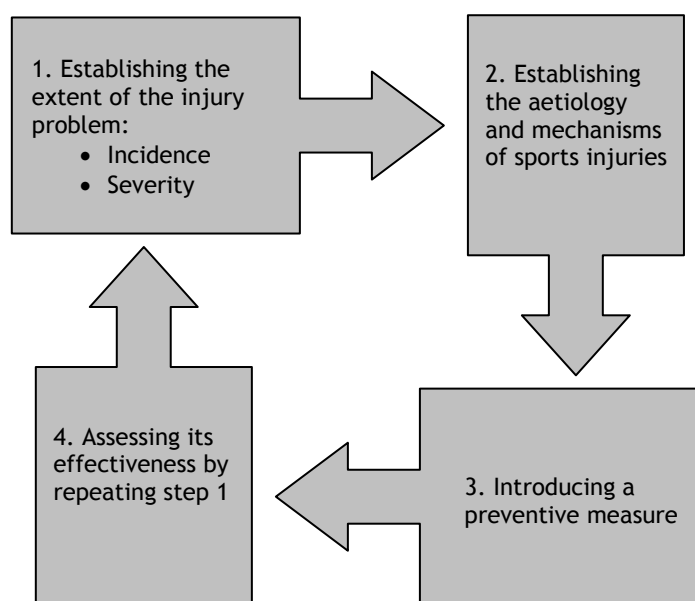 1. Establishing the
extent of the injury
problem:
• Incidence
• Severity
2. Establishing
the aetiology
and mechanisms
of sports injuries
3. Introducing a
preventive measure
4. Assessing its
effectiveness by
repeating step 1